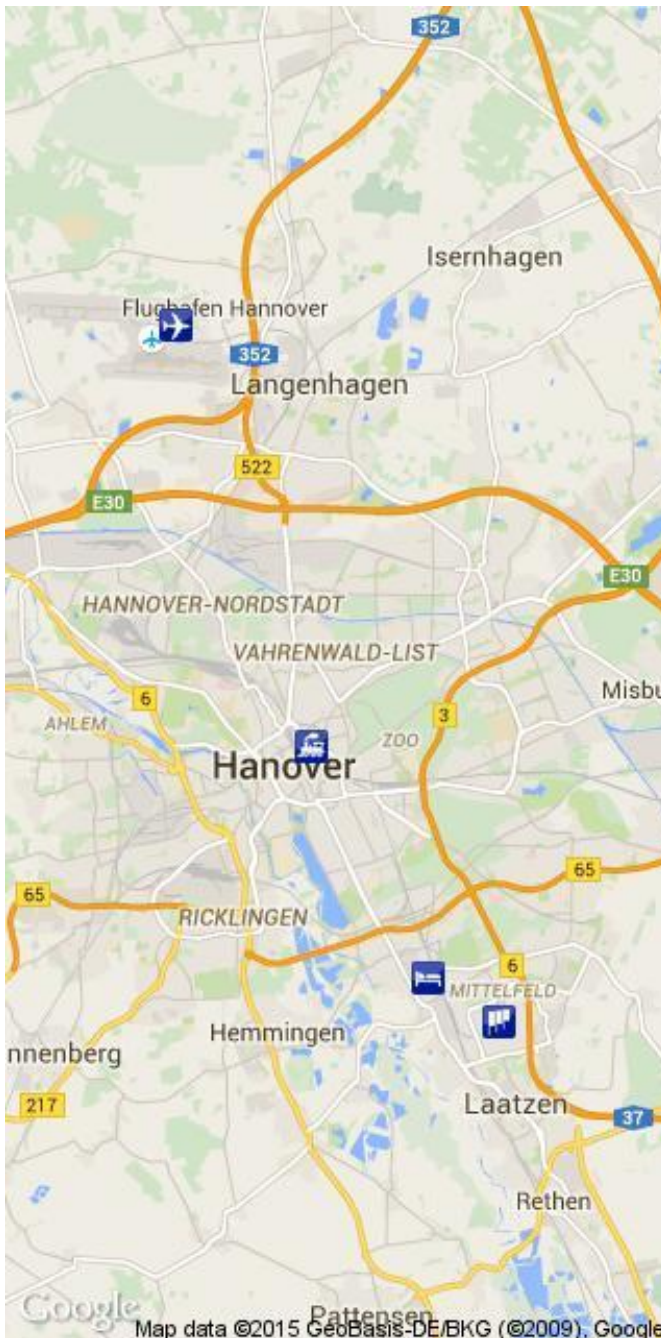 352
Isernhagen
Flughafen Hannover
352
Langenhagen
522
E30
E30
HANNOVER-NORDSTADT
VAHRENWALD-LIST
Misbu
6
3
AHLEM
ZOO
Hanover
65
65
RICKLINGEN
6
MITTELFELD
Hemmingen
nnenberg
217
Laatzen
37
Rethen
Google
Pattensen
Map data ©2015 GeoBasis-DE/BKG (©2009), Google